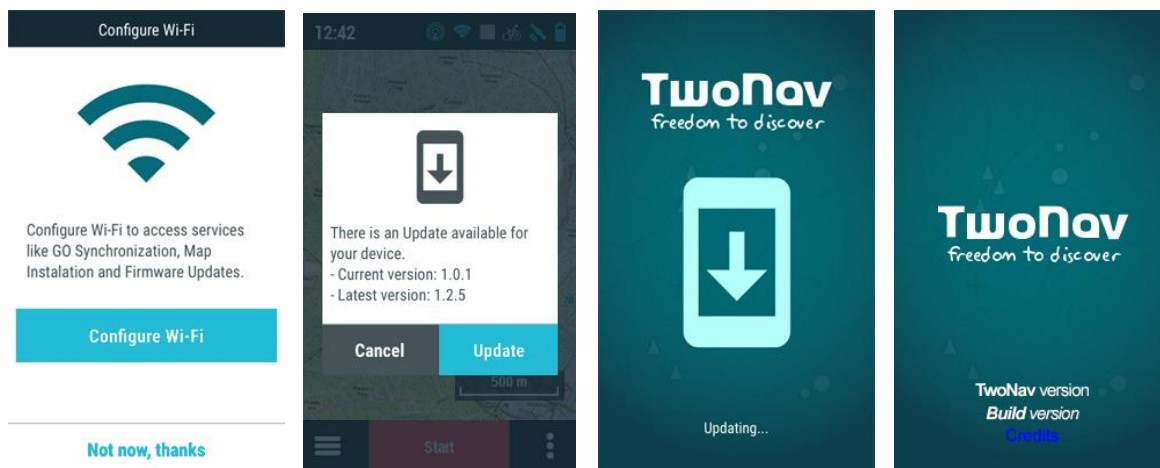 Configure Wi-Fi
Configure Wi-Fi to access services
like GO Synchronization, Map
Instalation and Firmware Updates.
Configure Wi-Fi
Not now, thanks
12:42
There is an Update available for
your device.
- Current version: 1.0.1
- Latest version: 1.2.5
Cancel
Update
500 m
Start
TwoNav
freedom to discover
Updating...
TwoNav
freedom to discover
TwoNav version
Build version
Credits